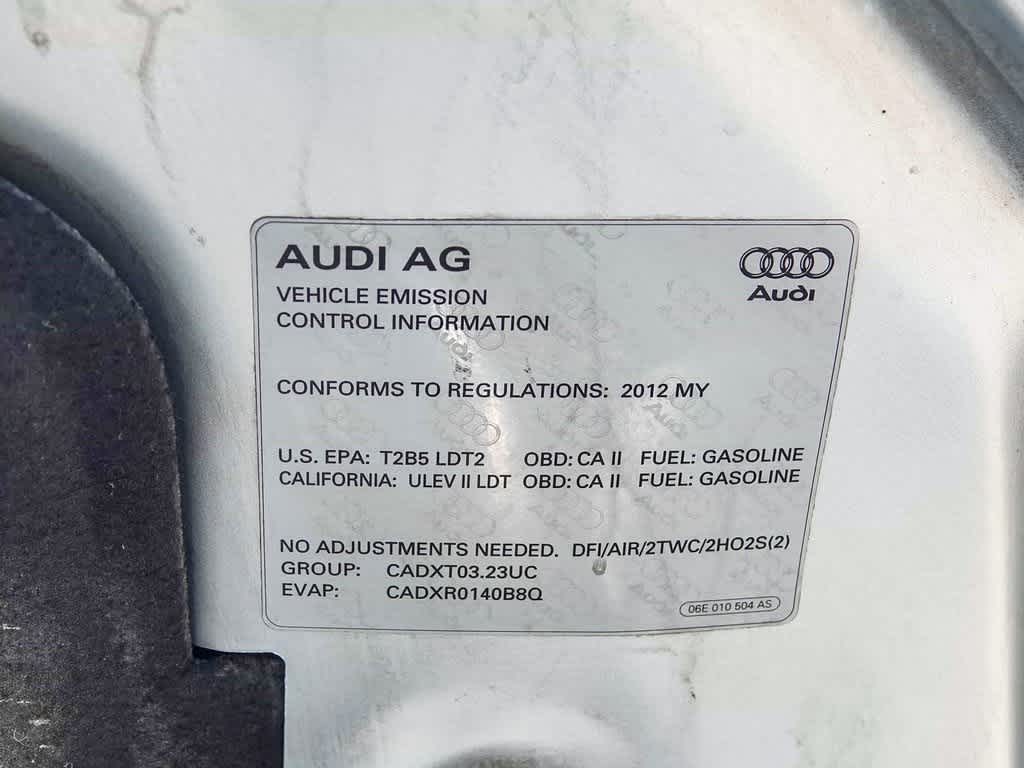 AUDI AG
Audi
VEHICLE EMISSION
CONTROL INFORMATION
CONFORMS TO REGULATIONS: 2012 MY
U.S. EPA: T2B5 LDT2 OBD: CA II FUEL: GASOLINE
CALIFORNIA: ULEV II LDT OBD: CA II FUEL: GASOLINE
NO ADJUSTMENTS NEEDED. DFI/AIR/2TWC/2HO2S(2)
GROUP: CADXT03.23UC
EVAP: CADXR0140B8Q
06E 010 504 AS